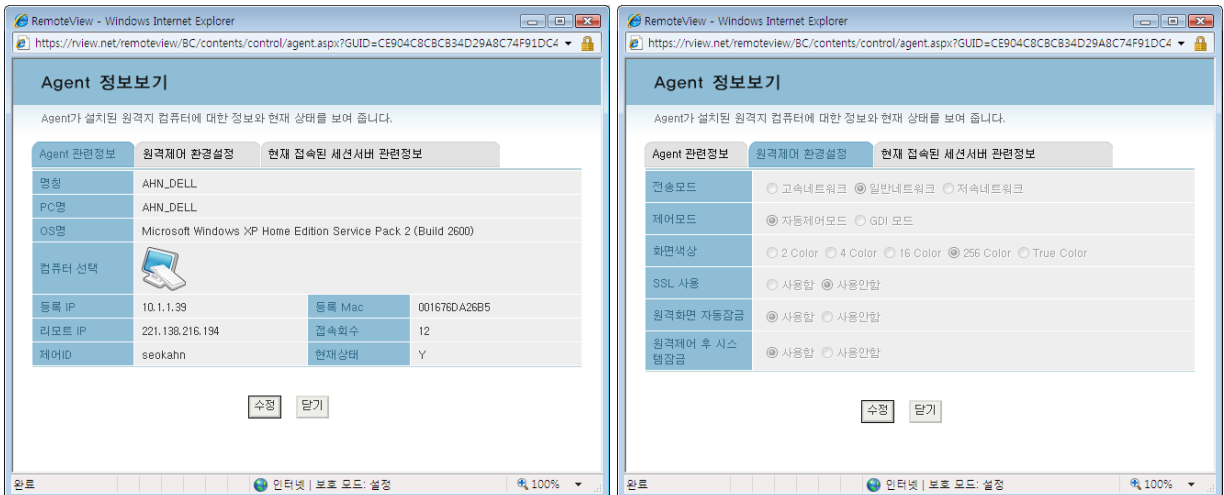 RemoteView - Windows Internet Explorer
https://rview.net/remoteview/BC/contents/control/agent.aspx?GUID=CE904C8CBCB34D29A8C74F91DC4
Agent 정보보기
Agent가 설치된 원격지 컴퓨터에 대한 정보와 현재 상태를 보여 줍니다.
Agent 관련정보 원격제어 환경설정 현재 접속된 세션서버 관련정보
명칭 AHN_DELL
PC명 AHN_DELL
OS명 Microsoft Windows XP Home Edition Service Pack 2 (Build 2600)
컴퓨터 선택
등록 IP 10.1.1.39 등록 Mac 001676DA26B5
리모트 IP 221.138.216.194 접속회수 12
제어ID seokahn 현재상태 Y
수정 닫기
완료 인터넷 | 보호 모드: 설정 100%
RemoteView - Windows Internet Explorer
https://rview.net/remoteview/BC/contents/control/agent.aspx?GUID=CE904C8CBCB34D29A8C74F91DC4
Agent 정보보기
Agent가 설치된 원격지 컴퓨터에 대한 정보와 현재 상태를 보여 줍니다.
Agent 관련정보 원격제어 환경설정 현재 접속된 세션서버 관련정보
전송모드 고속네트워크 일반네트워크 저속네트워크
제어모드 자동제어모드 GDI 모드
화면색상 2 Color 4 Color 16 Color 256 Color True Color
SSL 사용 사용함 사용안함
원격화면 자동잠금 사용함 사용안함
원격제어 후 시스
템잠금 사용함 사용안함
수정 닫기
완료 인터넷 | 보호 모드: 설정 100%